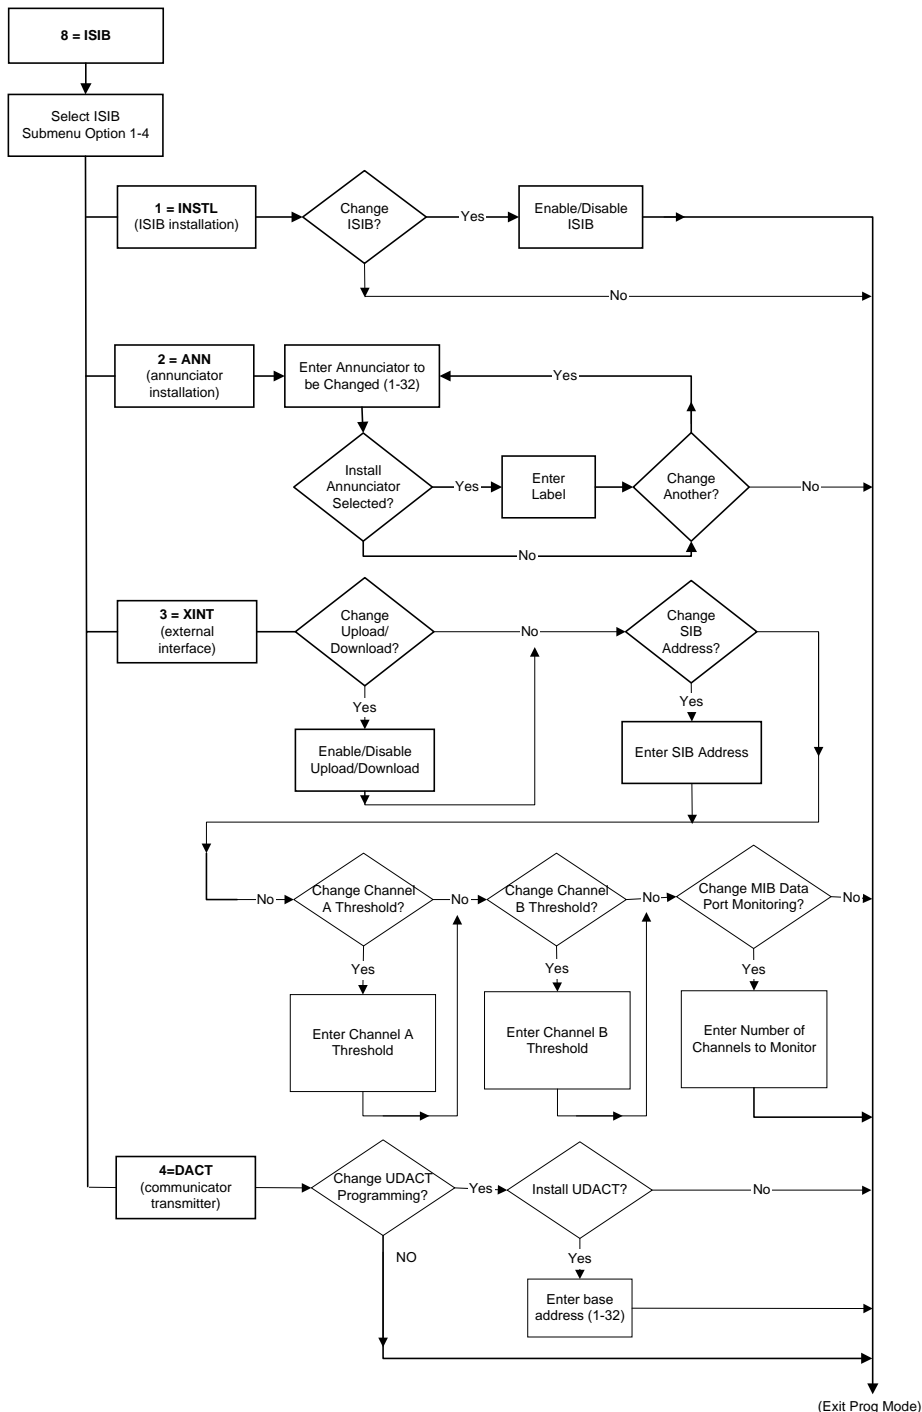 8 = ISIB
Select ISIB
Submenu Option 1-4
1 = INSTL
(ISIB installation)
Change
ISIB?
Yes
Enable/Disable
ISIB
No
2 = ANN
(annunciator
installation)
Enter Annunciator to
be Changed (1-32)
Yes
Install
Annunciator
Selected?
Yes
Enter
Label
Change
Another?
No
No
3 = XINT
(external
interface)
Change
Upload/
Download?
No
Change
SIB
Address?
Yes
Yes
Enable/Disable
Upload/Download
Enter SIB Address
No
Change Channel
A Threshold?
No
Change Channel
B Threshold?
No
Change MIB Data
Port Monitoring?
No
Yes
Yes
Yes
Enter Channel A
Threshold
Enter Channel B
Threshold
Enter Number of
Channels to Monitor
4=DACT
(communicator
transmitter)
Change UDACT
Programming?
Yes
Install UDACT?
No
NO
Yes
Enter base
address (1-32)
(Exit Prog Mode)